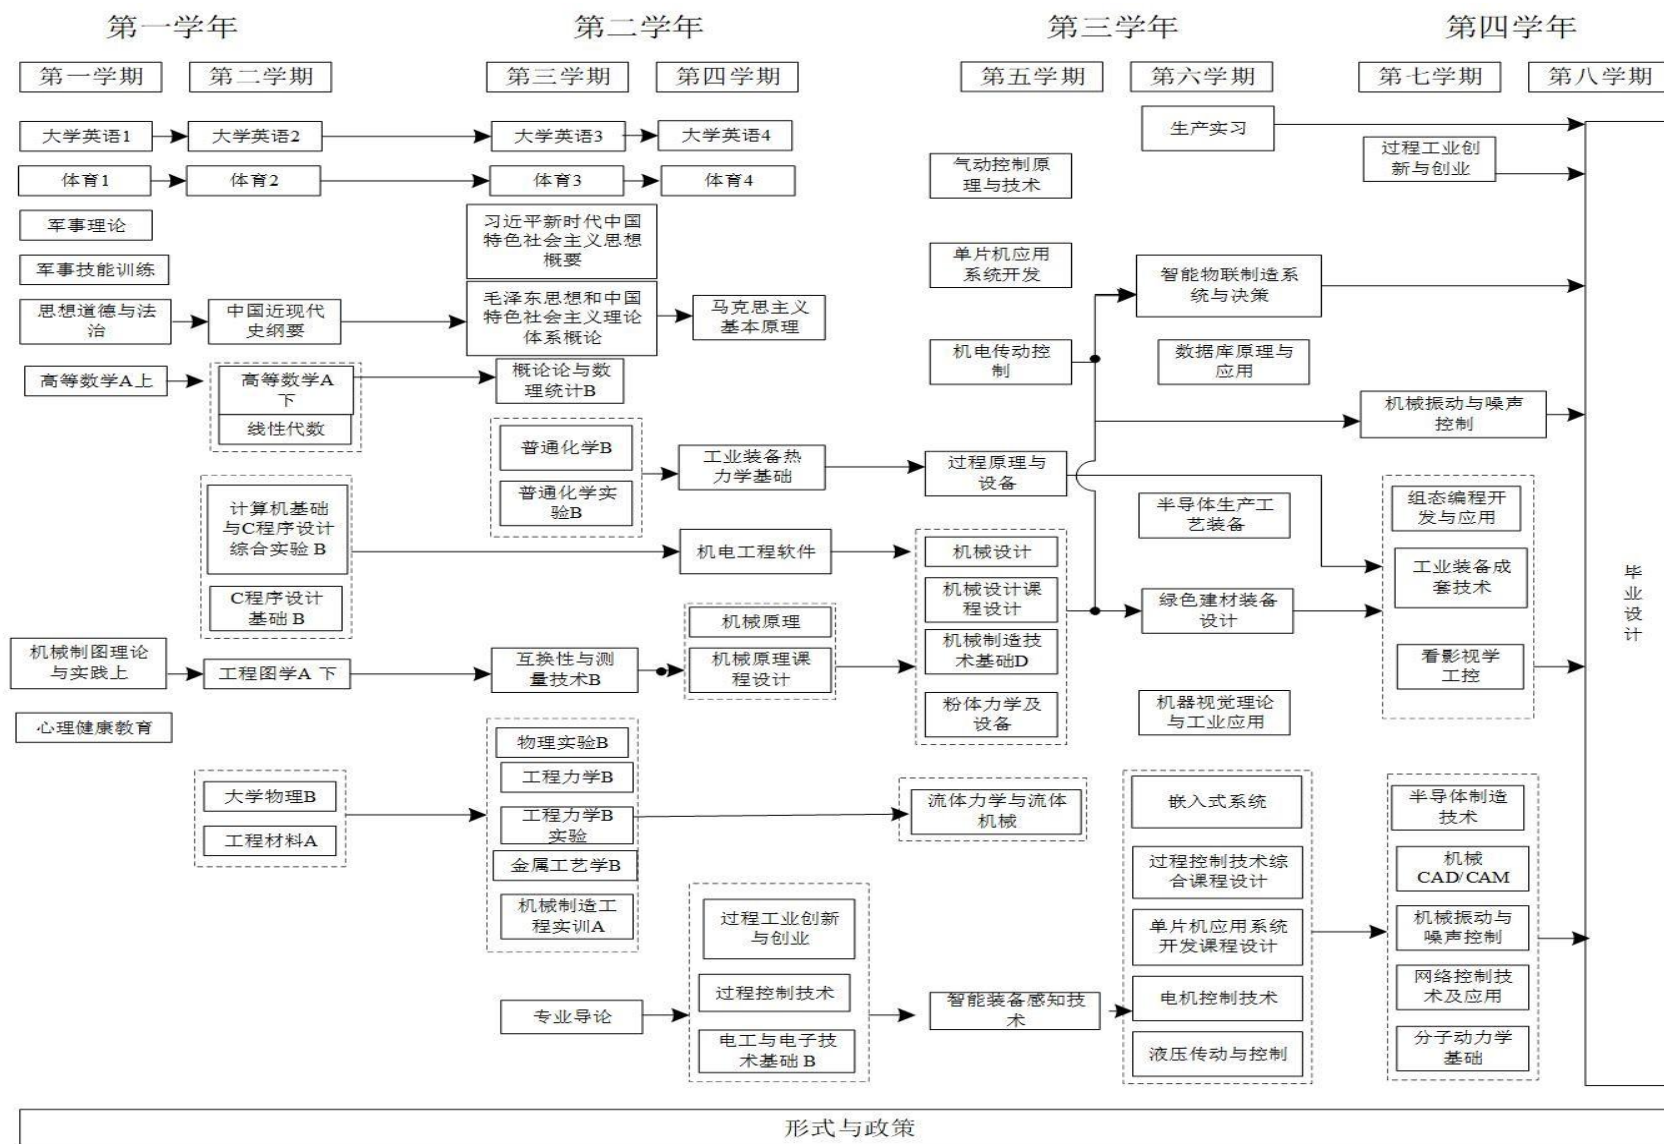 第一学年
第二学年
第三学年
第四学年
第一学期
第二学期
第三学期
第四学期
第五学期
第六学期
第七学期
第八学期
大学英语1
大学英语2
大学英语3
大学英语4
体育1
体育2
体育3
体育4
军事理论
军事技能训练
思想道德与法
治
中国近现代
史纲要
习近平新时代中国
特色社会主义思想
概要
毛泽东思想和中国
特色社会主义理论
体系概论
马克思主义
基本原理
高等数学A上
高等数学A
下
线性代数
概论论与数
理统计B
普通化学B
普通化学实
验B
工业装备热
力学基础
计算机基础
与C程序设计
综合实验 B
C程序设计
基础 B
机电工程软件
机械制图理论
与实践上
工程图学A 下
互换性与测
量技术B
机械原理
机械原理课
程设计
心理健康教育
大学物理B
工程材料A
物理实验B
工程力学B
工程力学B
实验
金属工艺学B
机械制造工
程实训A
专业导论
过程工业创新
与创业
过程控制技术
电工与电子技
术基础 B
气动控制原
理与技术
单片机应用
系统开发
机电传动控
制
过程原理与
设备
机械设计
机械设计课
程设计
机械制造技
术基础D
粉体力学及
设备
流体力学与流体
机械
智能装备感知技
术
生产实习
智能物联制造系
统与决策
数据库原理与
应用
半导体生产工
艺装备
绿色建材装备
设计
机器视觉理论
与工业应用
嵌入式系统
过程控制技术综
合课程设计
单片机应用系统
开发课程设计
电机控制技术
液压传动与控制
过程工业创
新与创业
机械振动与噪声
控制
组态编程开
发与应用
工业装备成
套技术
看影视学
工控
半导体制造
技术
机械
CAD/CAM
机械振动与
噪声控制
网络控制技
术及应用
分子动力学
基础
毕
业
设
计
形式与政策